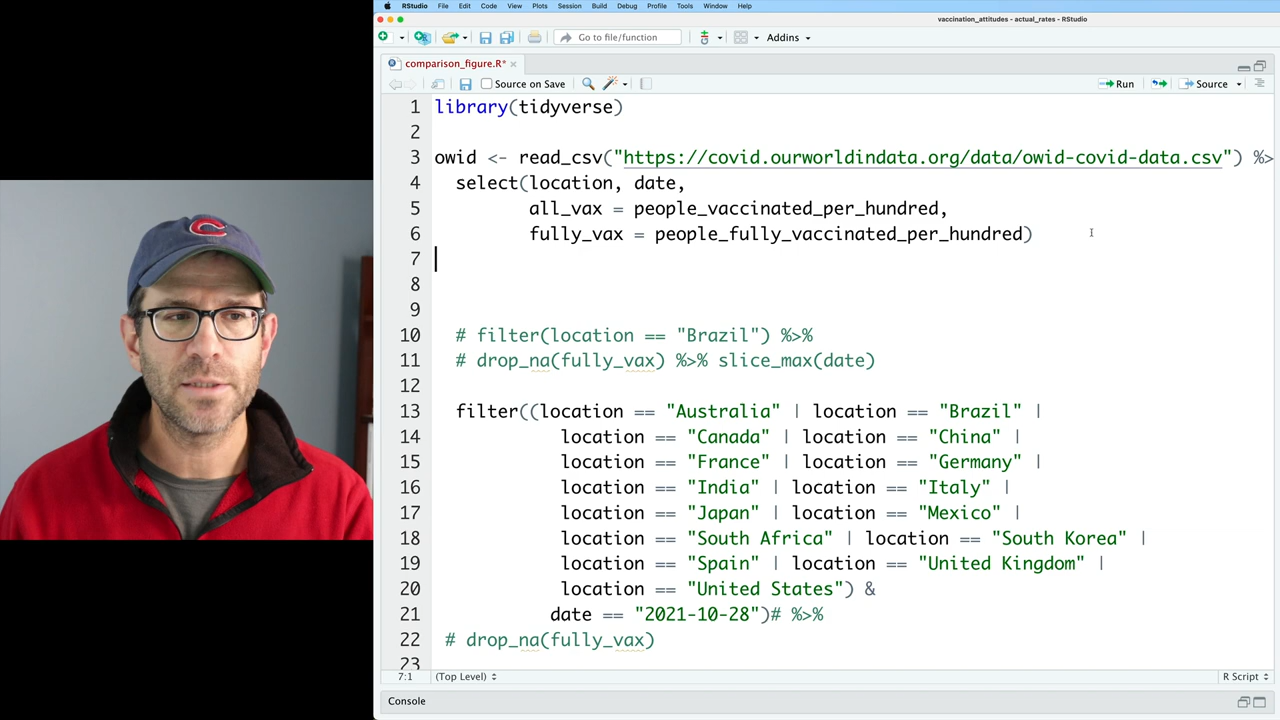 RStudio File Edit Code View Plots Session Build Debug Profile Tools Window Help
vaccination_attitudes - actual_rates - RStudio
Go to file/function
Addins
comparison_figure.R*
Source on Save
Run
Source
1 library(tidyverse)
2
3 owid <- read_csv("https://covid.ourworldindata.org/data/owid-covid-data.csv") %>
4 select(location, date,
5 all_vax = people_vaccinated_per_hundred,
6 fully_vax = people_fully_vaccinated_per_hundred)
7
8
9
10 # filter(location == "Brazil") %>%
11 # drop_na(fully_vax) %>% slice_max(date)
12
13 filter((location == "Australia" | location == "Brazil" |
14 location == "Canada" | location == "China" |
15 location == "France" | location == "Germany" |
16 location == "India" | location == "Italy" |
17 location == "Japan" | location == "Mexico" |
18 location == "South Africa" | location == "South Korea" |
19 location == "Spain" | location == "United Kingdom" |
20 location == "United States") &
21 date == "2021-10-28")# %>%
22 # drop_na(fully_vax)
23
7:1 (Top Level) R Script
Console
C